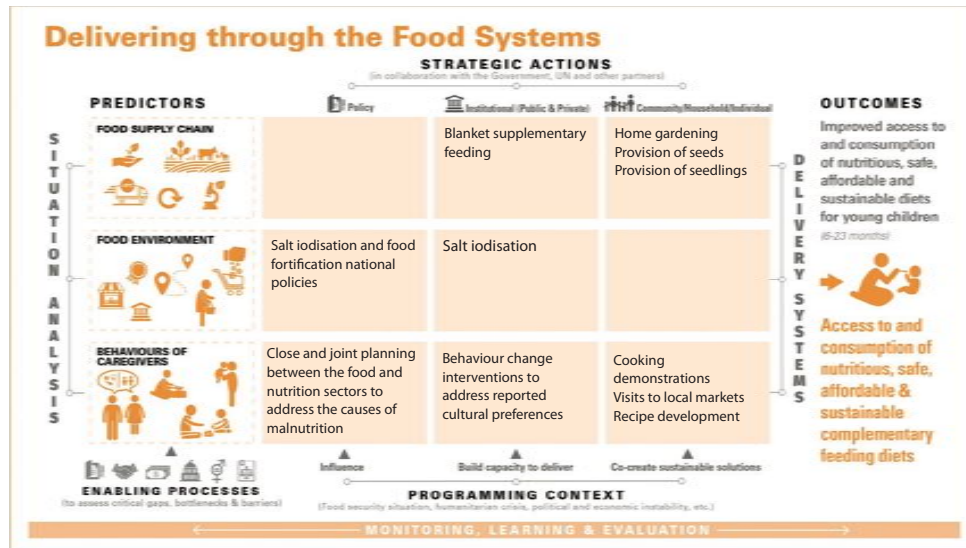 Delivering through the Food Systems
STRATEGIC ACTIONS
(in collaboration with the Government, UN and other partners)
PREDICTORS
Policy
Institutional (Public & Private)
Community/Household/Individual
OUTCOMES
SITUATION ANALYSIS
FOOD SUPPLY CHAIN
Blanket supplementary
feeding
Home gardening
Provision of seeds
Provision of seedlings
FOOD ENVIRONMENT
Salt iodisation and food
fortification national
policies
Salt iodisation
BEHAVIOURS OF
CAREGIVERS
Close and joint planning
between the food and
nutrition sectors to
address the causes of
malnutrition
Behaviour change
interventions to
address reported
cultural preferences
Cooking
demonstrations
Visits to local markets
Recipe development
DELIVERY SYSTEMS
Improved access to
and consumption
of nutritious, safe,
affordable and
sustainable diets
for young children
(6-23 months)
Access to and
consumption of
nutritious, safe,
affordable &
sustainable
complementary
feeding diets
Influence
Build capacity to deliver
Co-create sustainable solutions
ENABLING PROCESSES
(to assess critical gaps, bottlenecks & barriers)
PROGRAMMING CONTEXT
(Food security situation, humanitarian crisis, political and economic instability, etc.)
MONITORING, LEARNING & EVALUATION